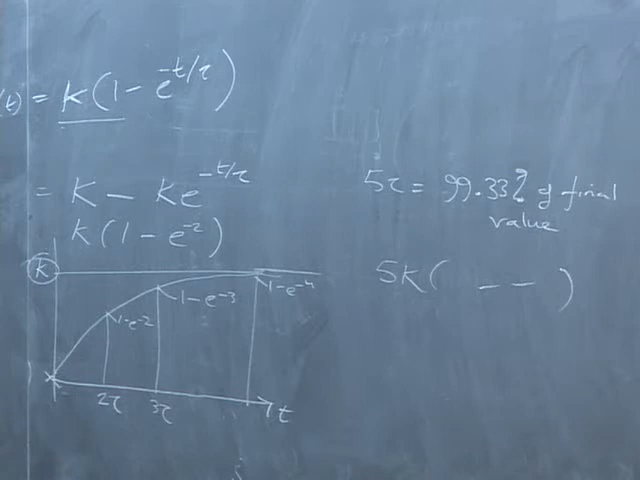 (t) = k(1 - e^{-t/τ})
= K - ke^{-t/τ}
k(1 - e^{-2})
k
1-e^{-2}
1-e^{-3}
1-e^{-4}
2τ
3τ
t
5τ = 99.33% of final
value
5K( — — )